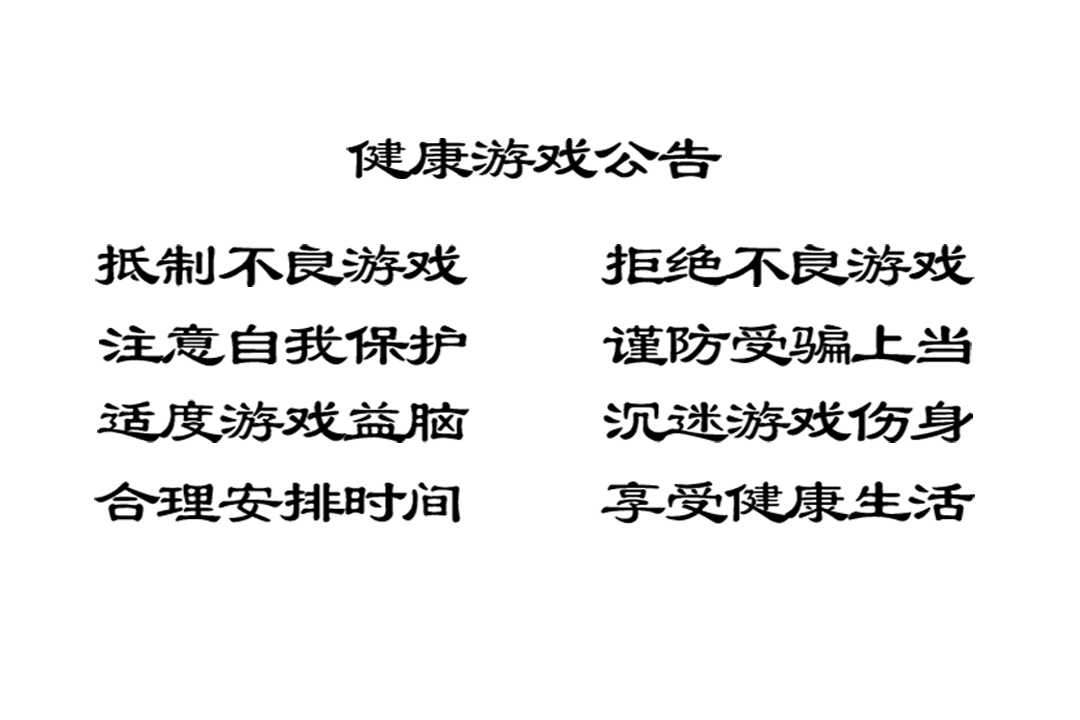 健康游戏公告
抵制不良游戏 拒绝不良游戏
注意自我保护 谨防受骗上当
适度游戏益脑 沉迷游戏伤身
合理安排时间 享受健康生活